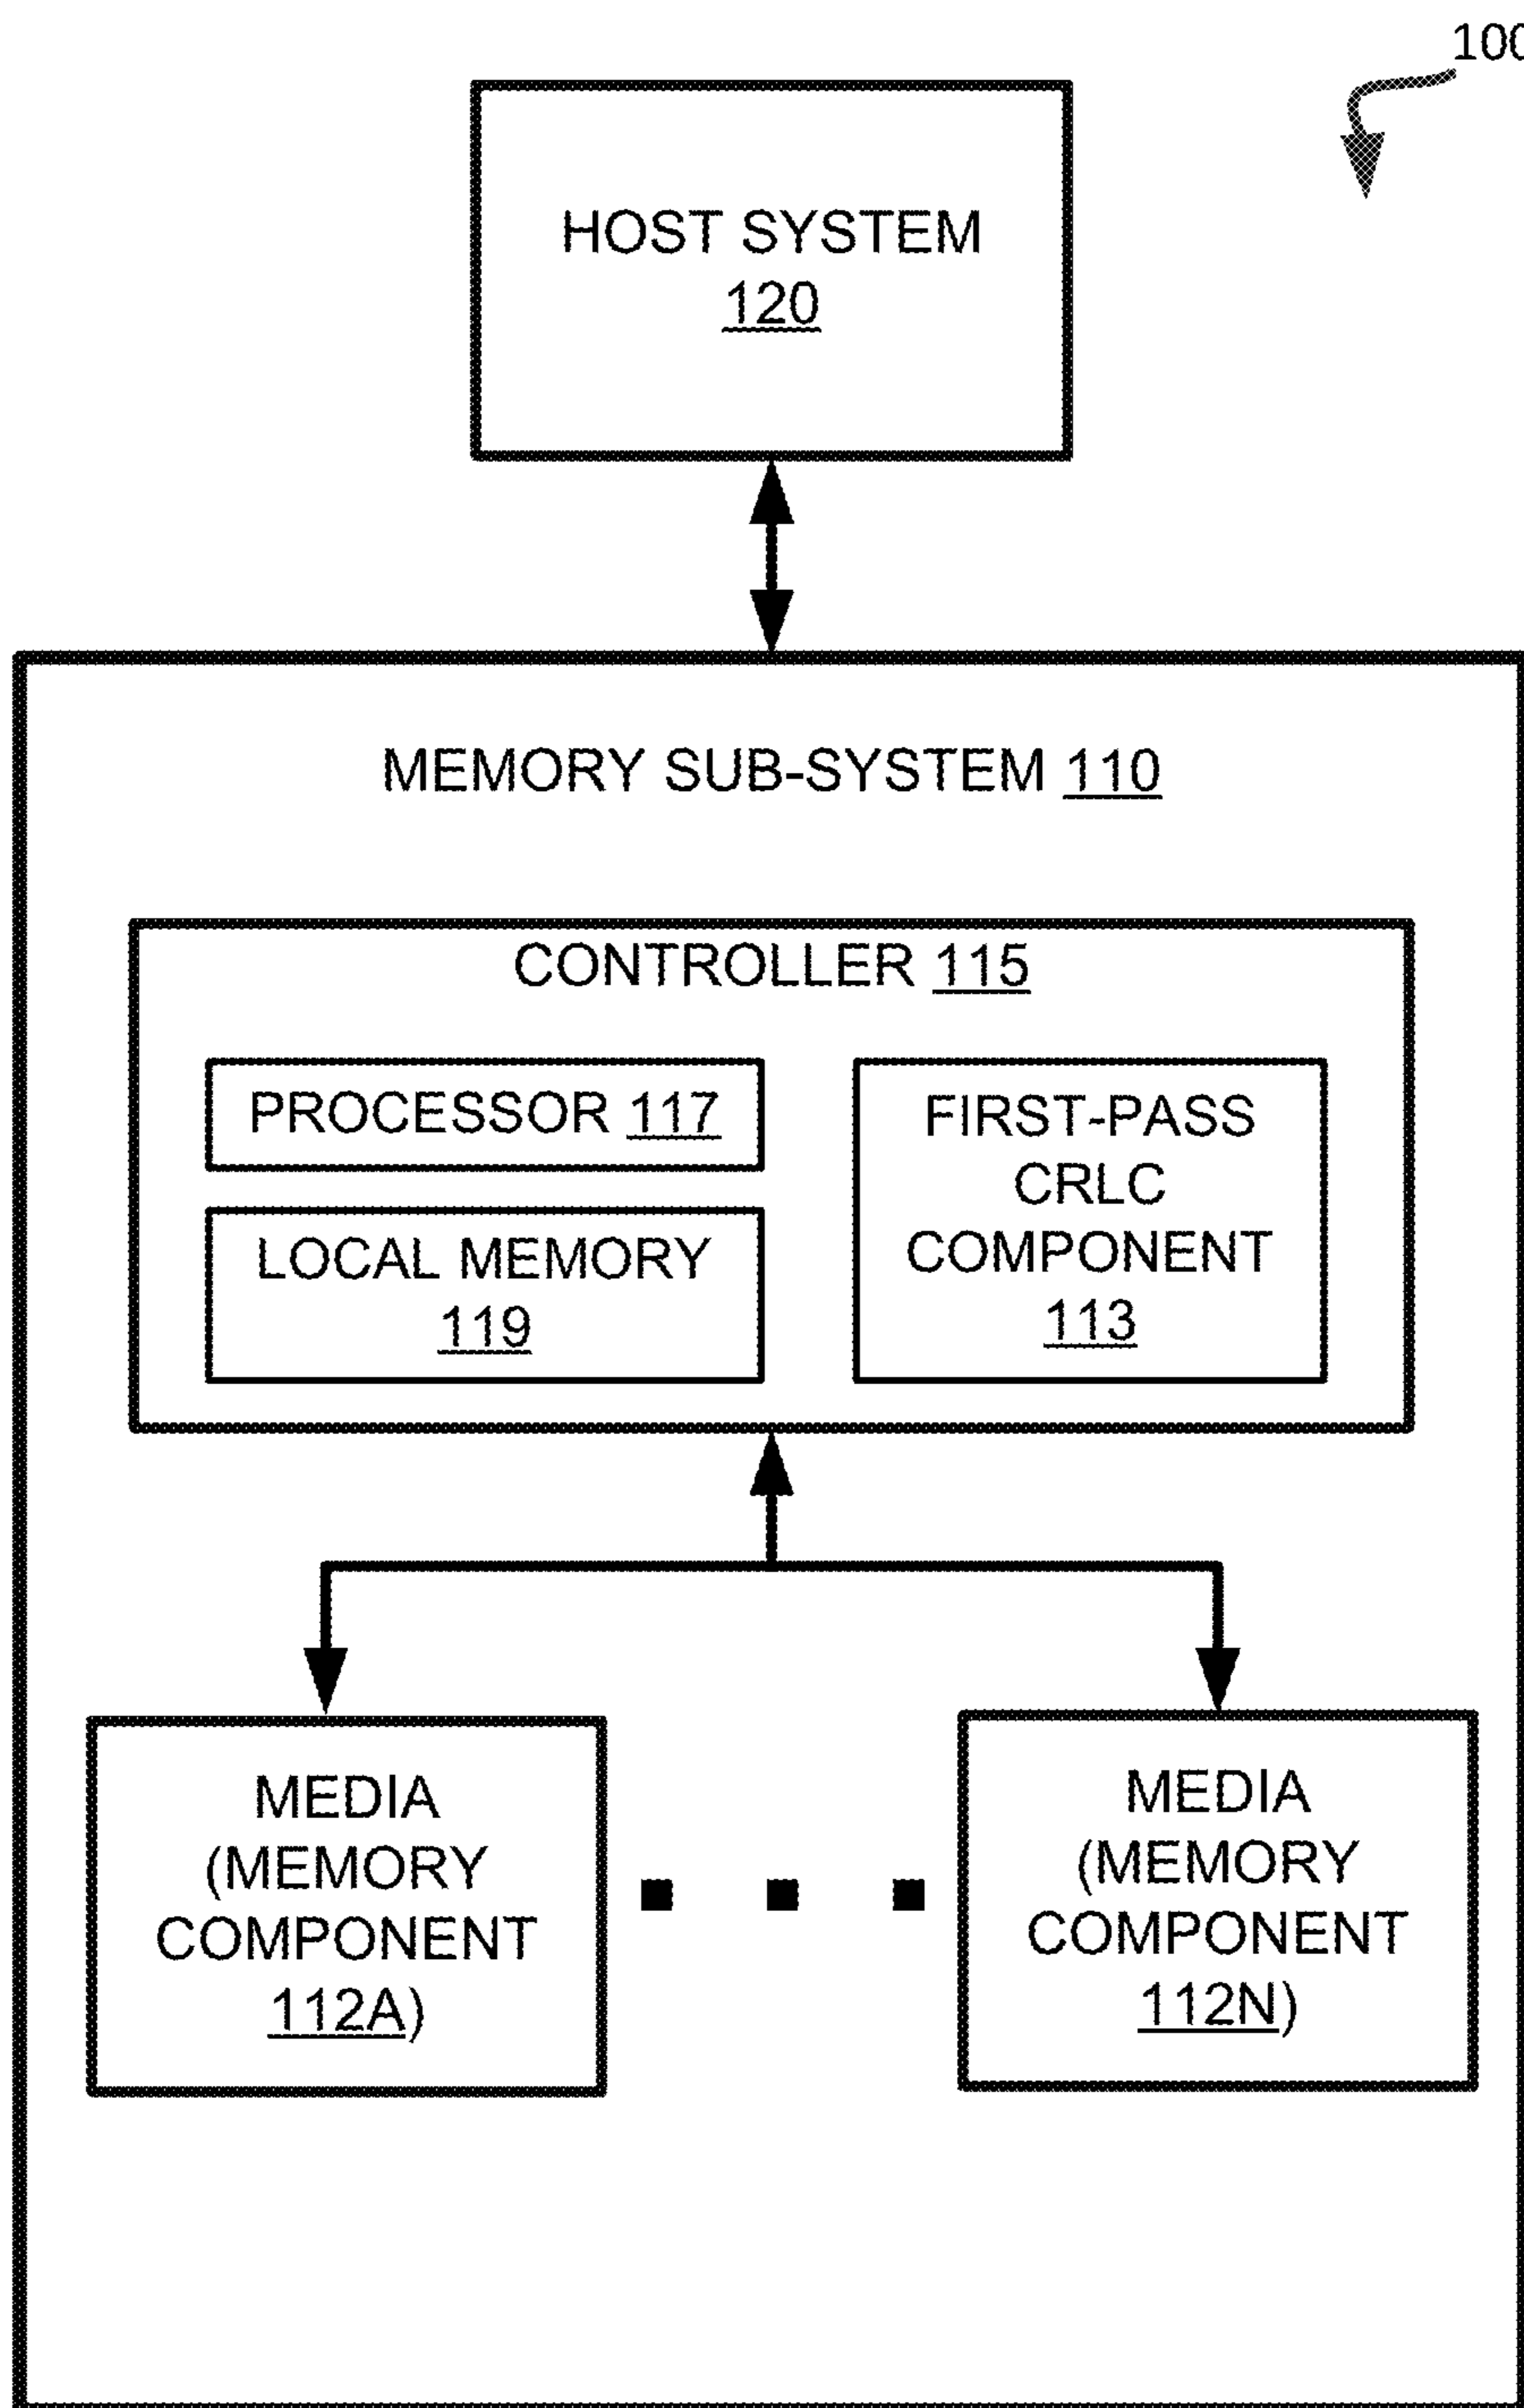 100
HOST SYSTEM
120
MEMORY SUB-SYSTEM 110
CONTROLLER 115
PROCESSOR 117
LOCAL MEMORY
119
FIRST-PASS
CRLC
COMPONENT
113
MEDIA
(MEMORY
COMPONENT
112A)
MEDIA
(MEMORY
COMPONENT
112N)